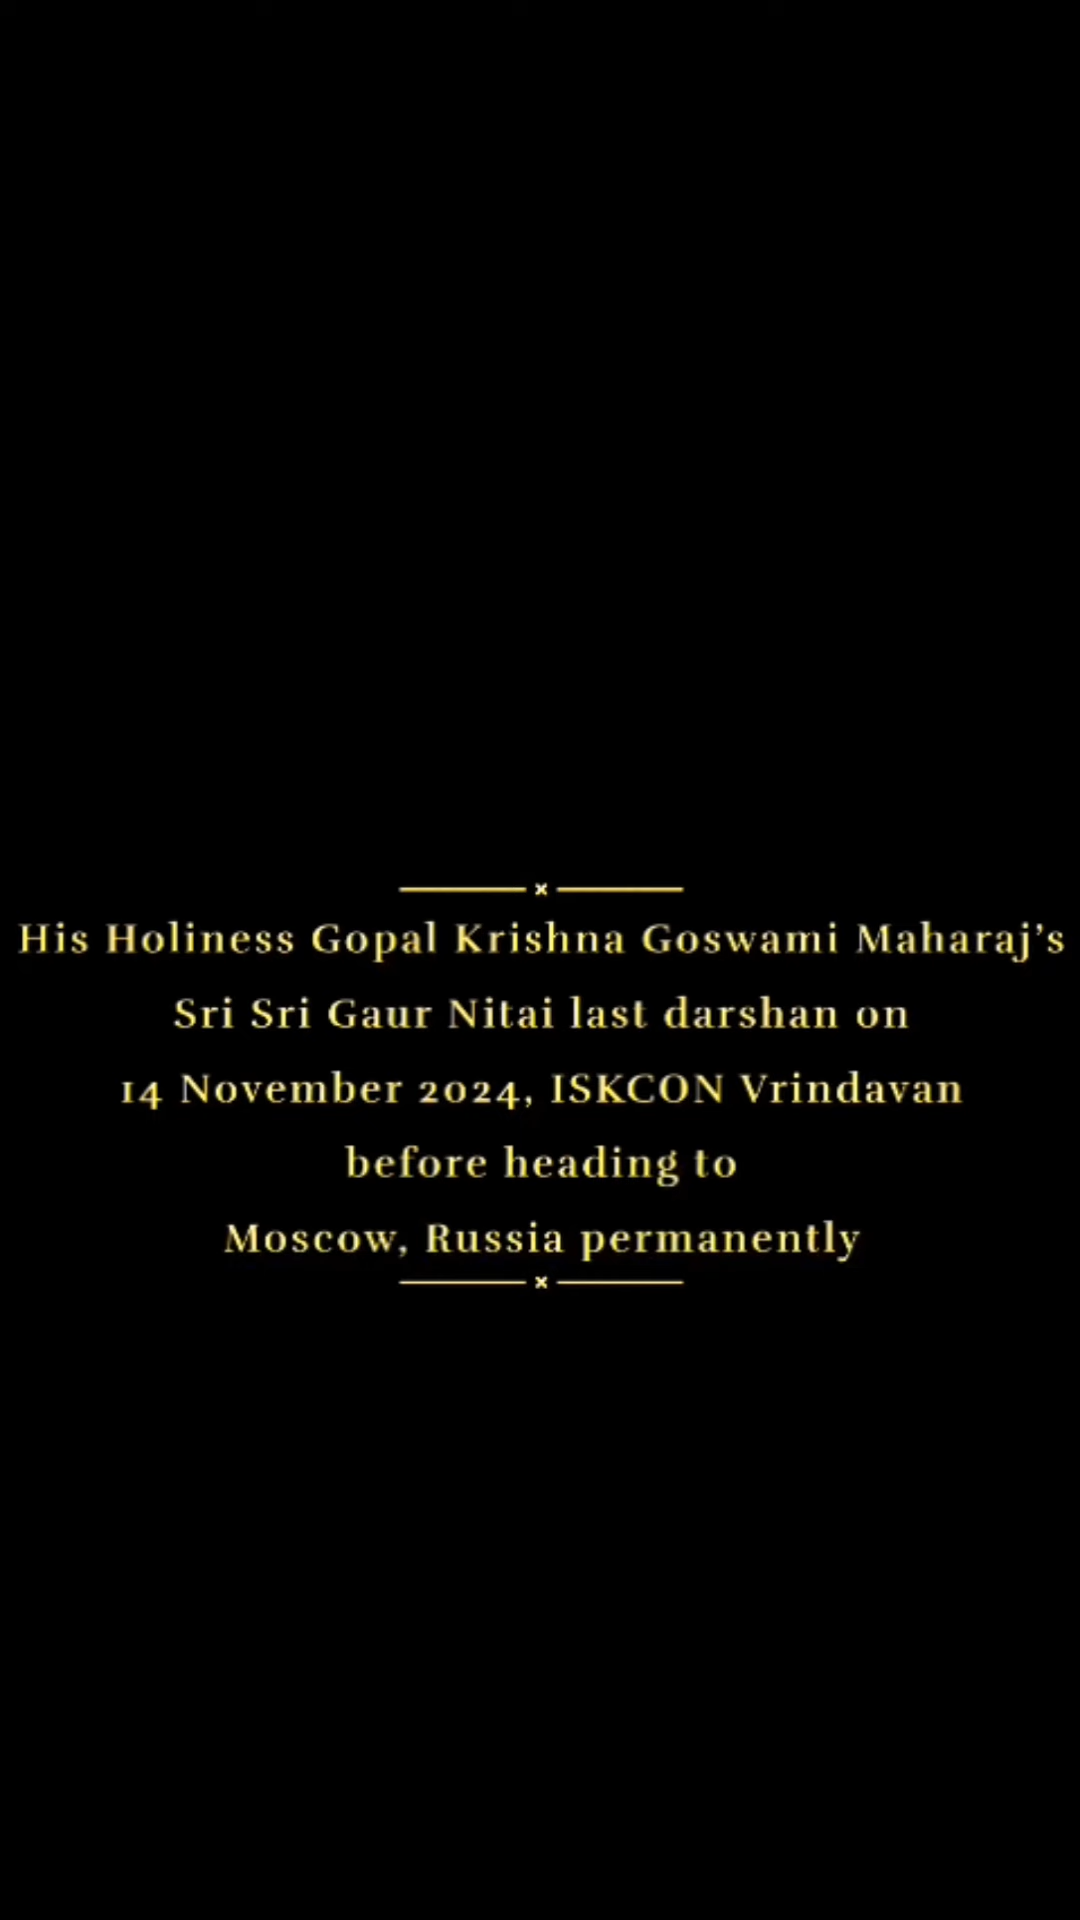 His Holiness Gopal Krishna Goswami Maharaj's
Sri Sri Gaur Nitai last darshan on
14 November 2024, ISKCON Vrindavan
before heading to
Moscow, Russia permanently